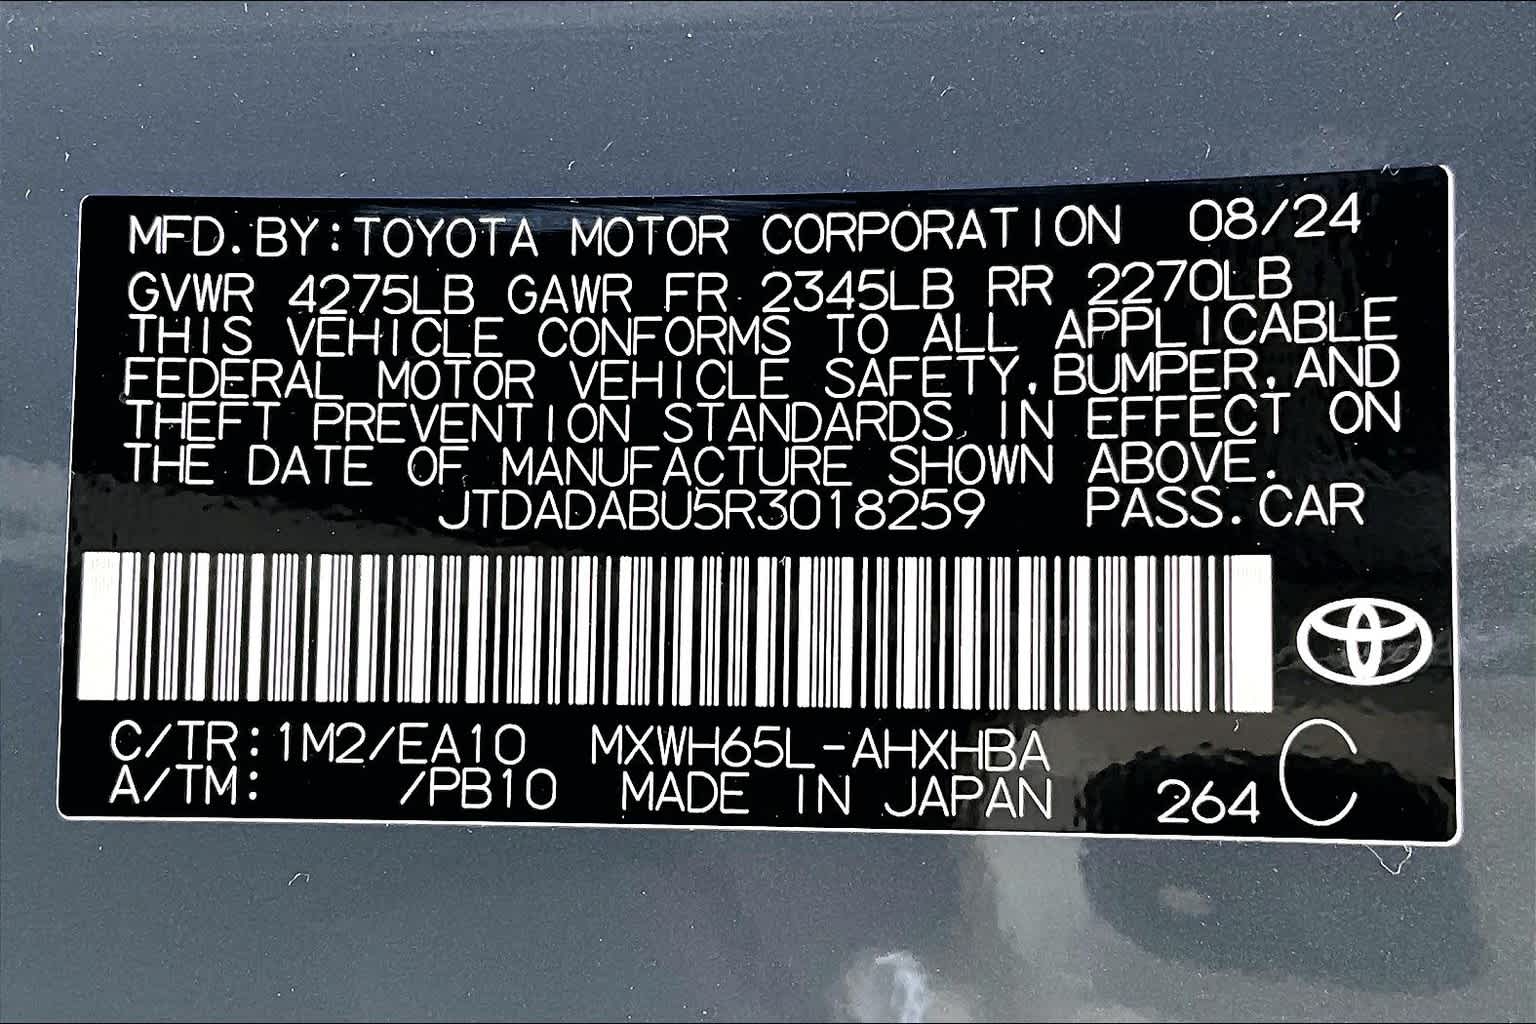 MFD. BY: TOYOTA MOTOR CORPORATION 08/24
GVWR 4275LB GAWR FR 2345LB RR 2270LB
THIS VEHICLE CONFORMS TO ALL APPLICABLE
FEDERAL MOTOR VEHICLE SAFETY, BUMPER, AND
THEFT PREVENTION STANDARDS IN EFFECT ON
THE DATE OF MANUFACTURE SHOWN ABOVE.
JTDADABU5R3018259 PASS. CAR
C/TR: 1M2/EA10 MXWH65L-AHXHBA
A/TM: /PB10 MADE IN JAPAN 264 C